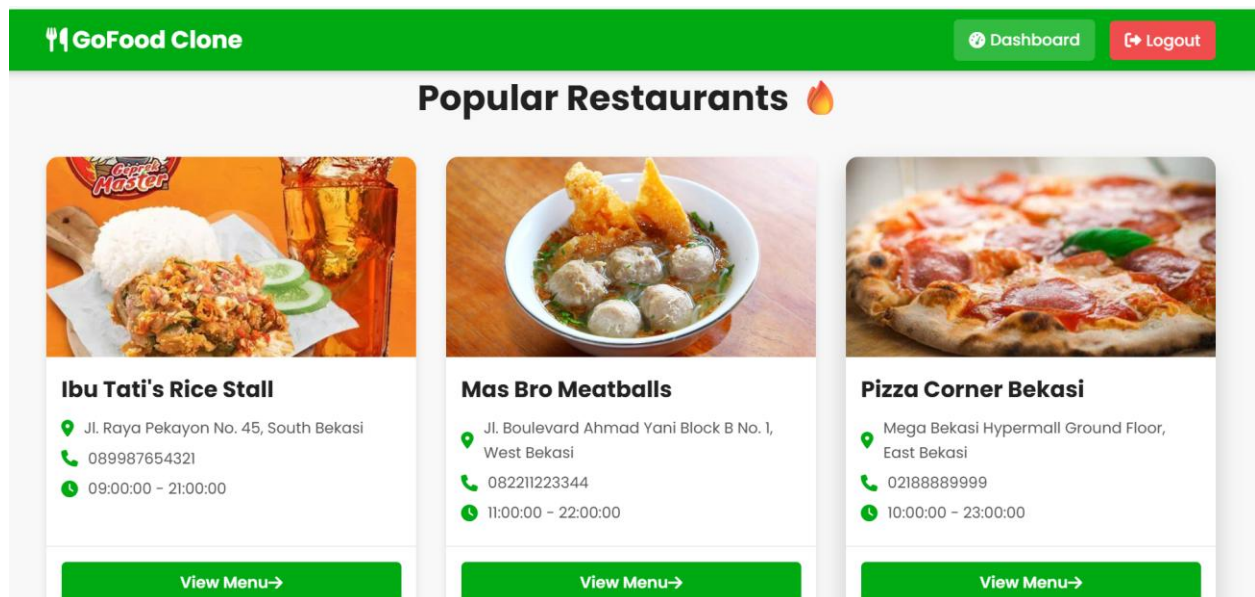 GoFood Clone
Dashboard
Logout
Popular Restaurants 🔥
Geprek
Master
Ibu Tati's Rice Stall
Jl. Raya Pekayon No. 45, South Bekasi
089987654321
09:00:00 - 21:00:00
View Menu→
Mas Bro Meatballs
Jl. Boulevard Ahmad Yani Block B No. 1,
West Bekasi
082211223344
11:00:00 - 22:00:00
View Menu→
Pizza Corner Bekasi
Mega Bekasi Hypermall Ground Floor,
East Bekasi
02188889999
10:00:00 - 23:00:00
View Menu→